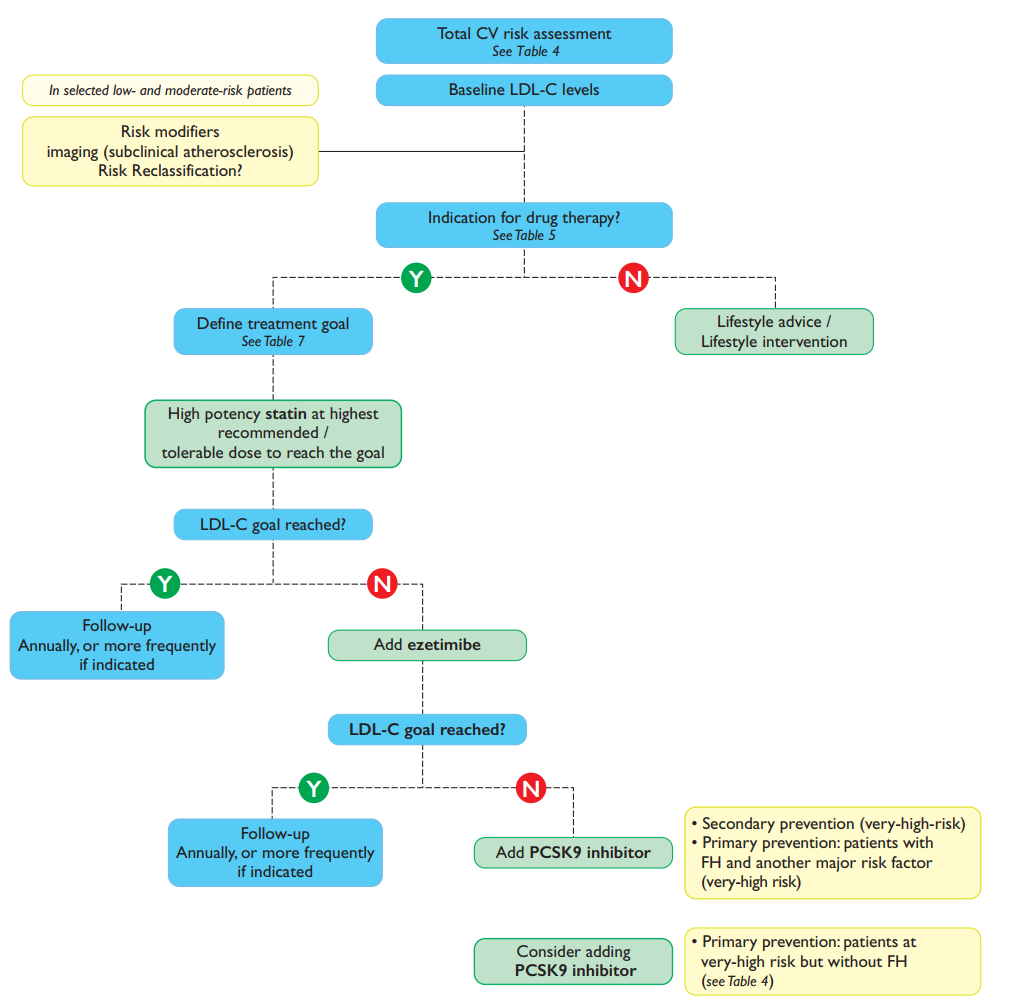 Total CV risk assessment
See Table 4
In selected low- and moderate-risk patients
Baseline LDL-C levels
Risk modifiers
imaging (subclinical atherosclerosis)
Risk Reclassification?
Indication for drug therapy?
See Table 5
Y
N
Define treatment goal
See Table 7
Lifestyle advice /
Lifestyle intervention
High potency statin at highest
recommended /
tolerable dose to reach the goal
LDL-C goal reached?
Y
N
Follow-up
Annually, or more frequently
if indicated
Add ezetimibe
LDL-C goal reached?
Y
N
Follow-up
Annually, or more frequently
if indicated
Add PCSK9 inhibitor
• Secondary prevention (very-high-risk)
• Primary prevention: patients with
FH and another major risk factor
(very-high risk)
Consider adding
PCSK9 inhibitor
• Primary prevention: patients at
very-high risk but without FH
(see Table 4)